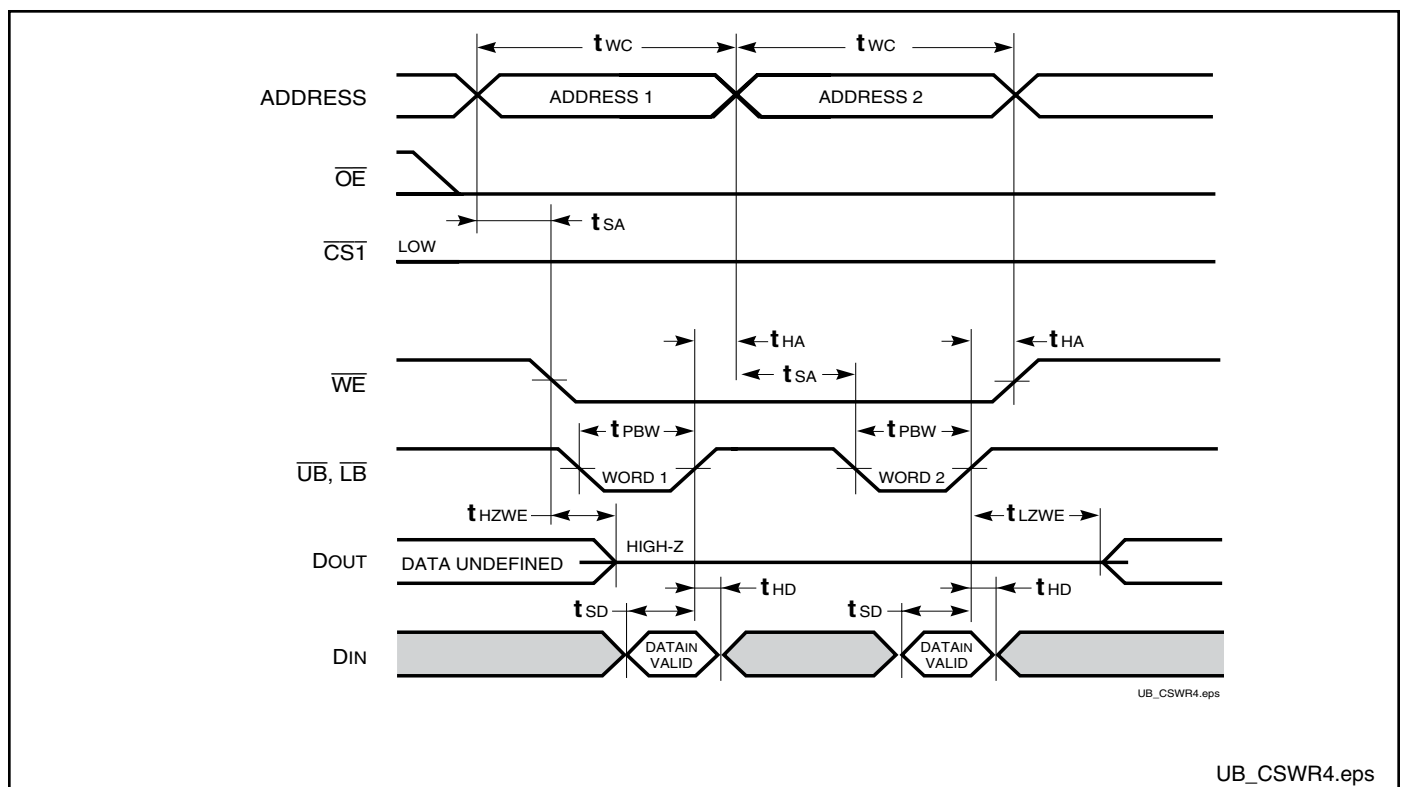 tWC tWC
ADDRESS ADDRESS 1 ADDRESS 2
OE
tSA
CS1 LOW
tHA tHA
tSA
WE
tPBW tPBW
UB, LB WORD 1 WORD 2
tHZWE tLZWE
DOUT DATA UNDEFINED HIGH-Z
tHD tHD
tSD tSD
DIN DATAIN VALID DATAIN VALID
UB_CSWR4.eps
UB_CSWR4.eps